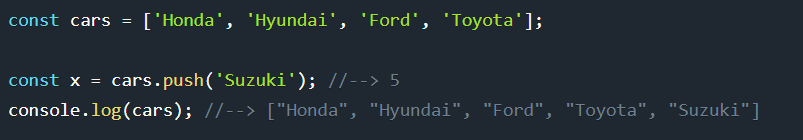 const cars = ['Honda', 'Hyundai', 'Ford', 'Toyota'];
const x = cars.push('Suzuki'); //--> 5
console.log(cars); //--> ["Honda", "Hyundai", "Ford", "Toyota", "Suzuki"]